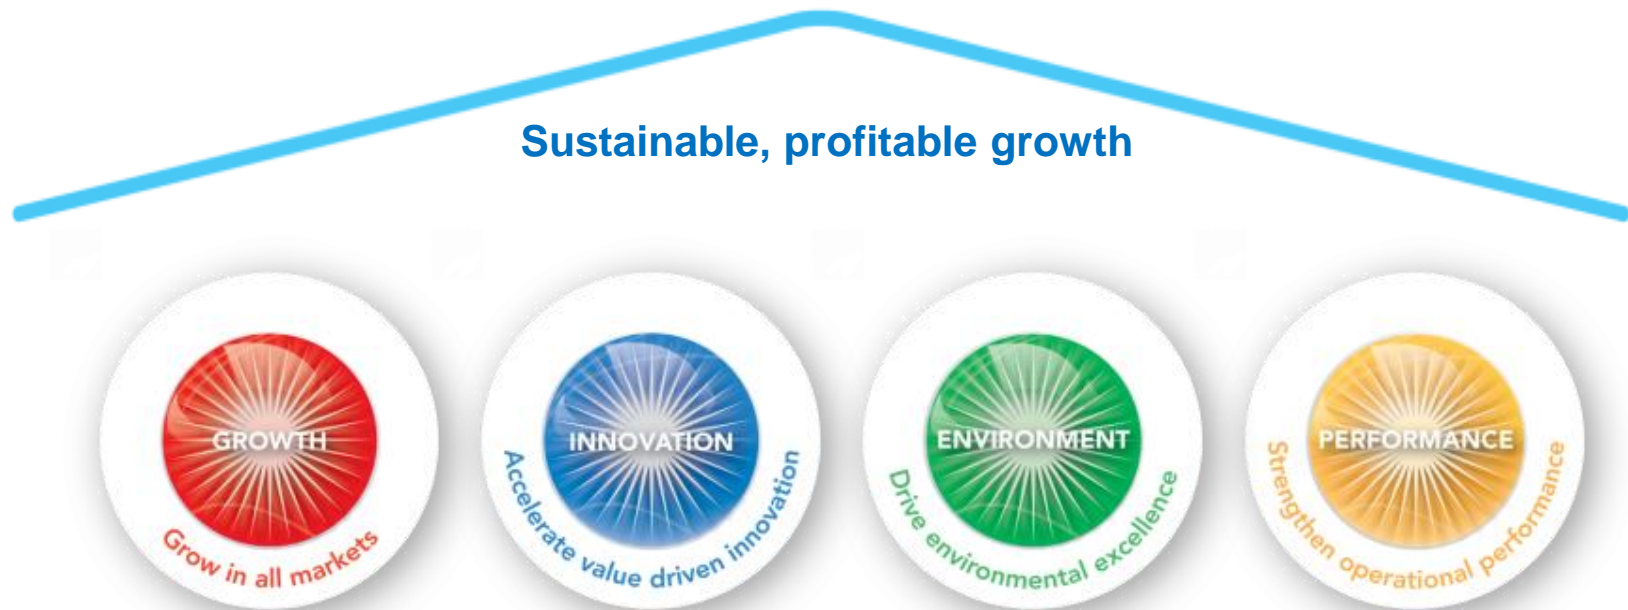 Sustainable, profitable growth
GROWTH
Grow in all markets
INNOVATION
Accelerate value driven innovation
ENVIRONMENT
Drive environmental excellence
PERFORMANCE
Strengthen operational performance